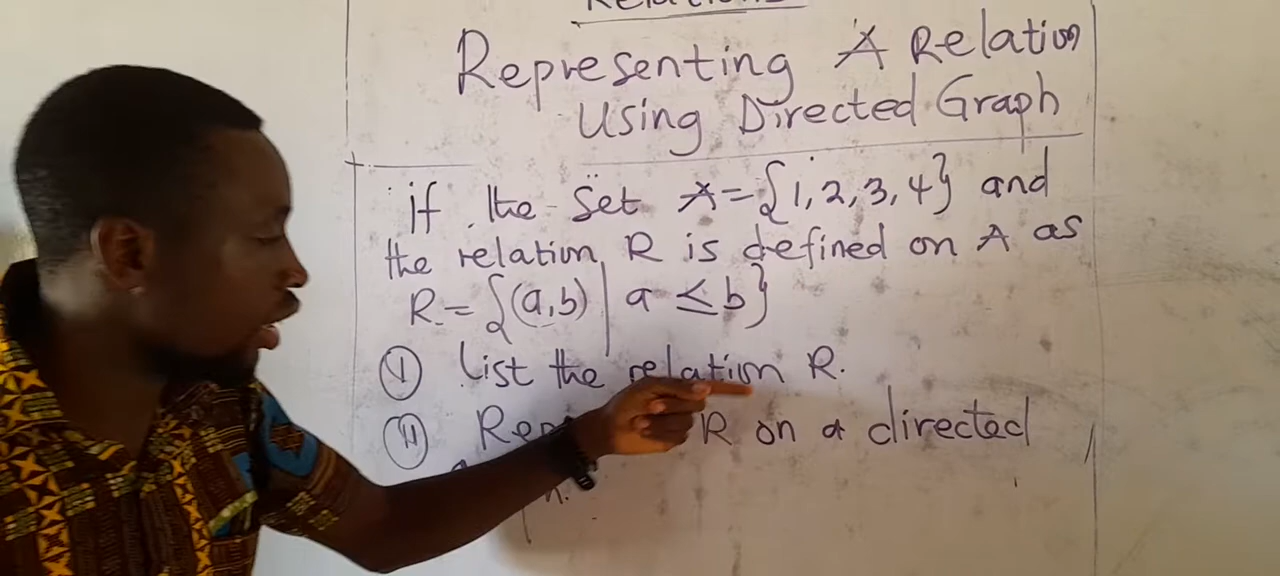 Relations
Representing A Relation
Using Directed Graph
if the Set A={1,2,3,4} and
the relation R is defined on A as
R={(a,b)| a ≤ b}
(I) List the relation R.
(II) R on a directed